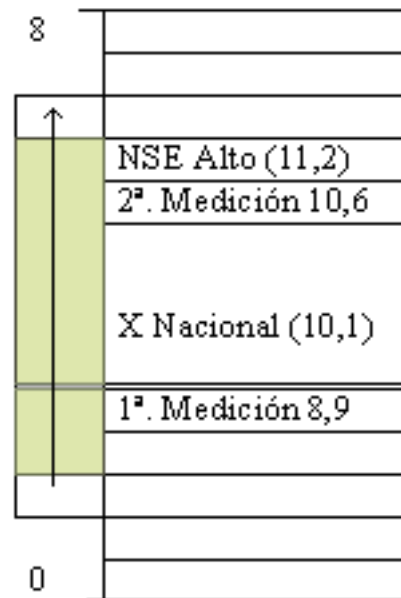 8
NSE Alto (11,2)
2ª. Medición 10,6
X Nacional (10,1)
1ª. Medición 8,9
0